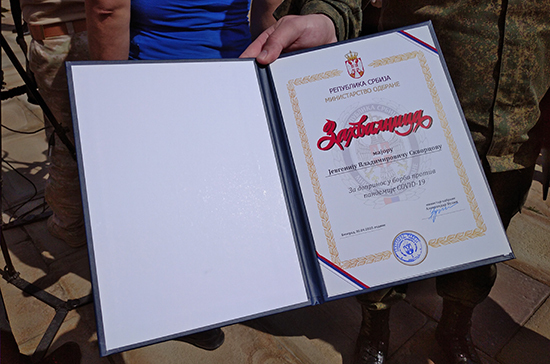 РЕПУБЛИКА СРБИЈА
МИНИСТАРСТВО ОДБРАНЕ
Захвалница
мајору
Јевгенију Владимировичу Скворцову
За допринос у борби против
пандемије COVID-19